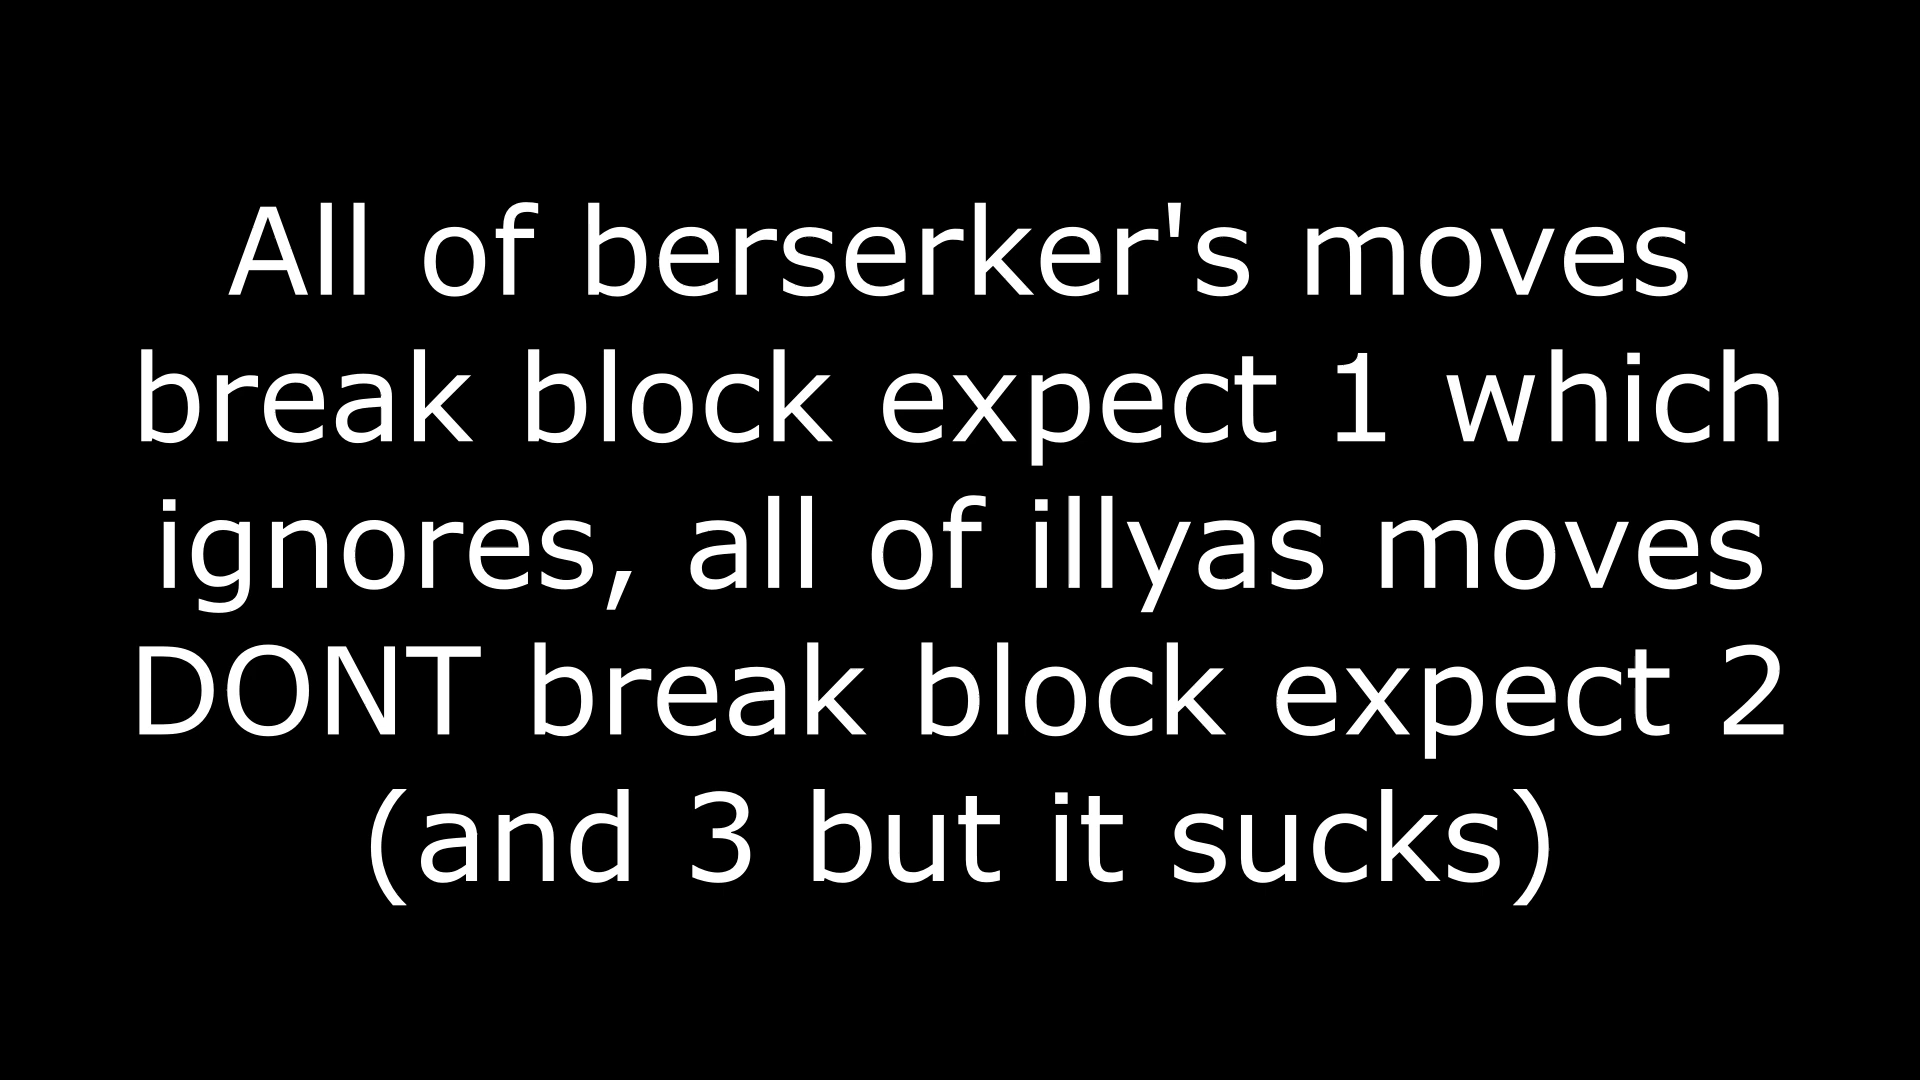 All of berserker's moves
break block expect 1 which
ignores, all of illyas moves
DONT break block expect 2
(and 3 but it sucks)